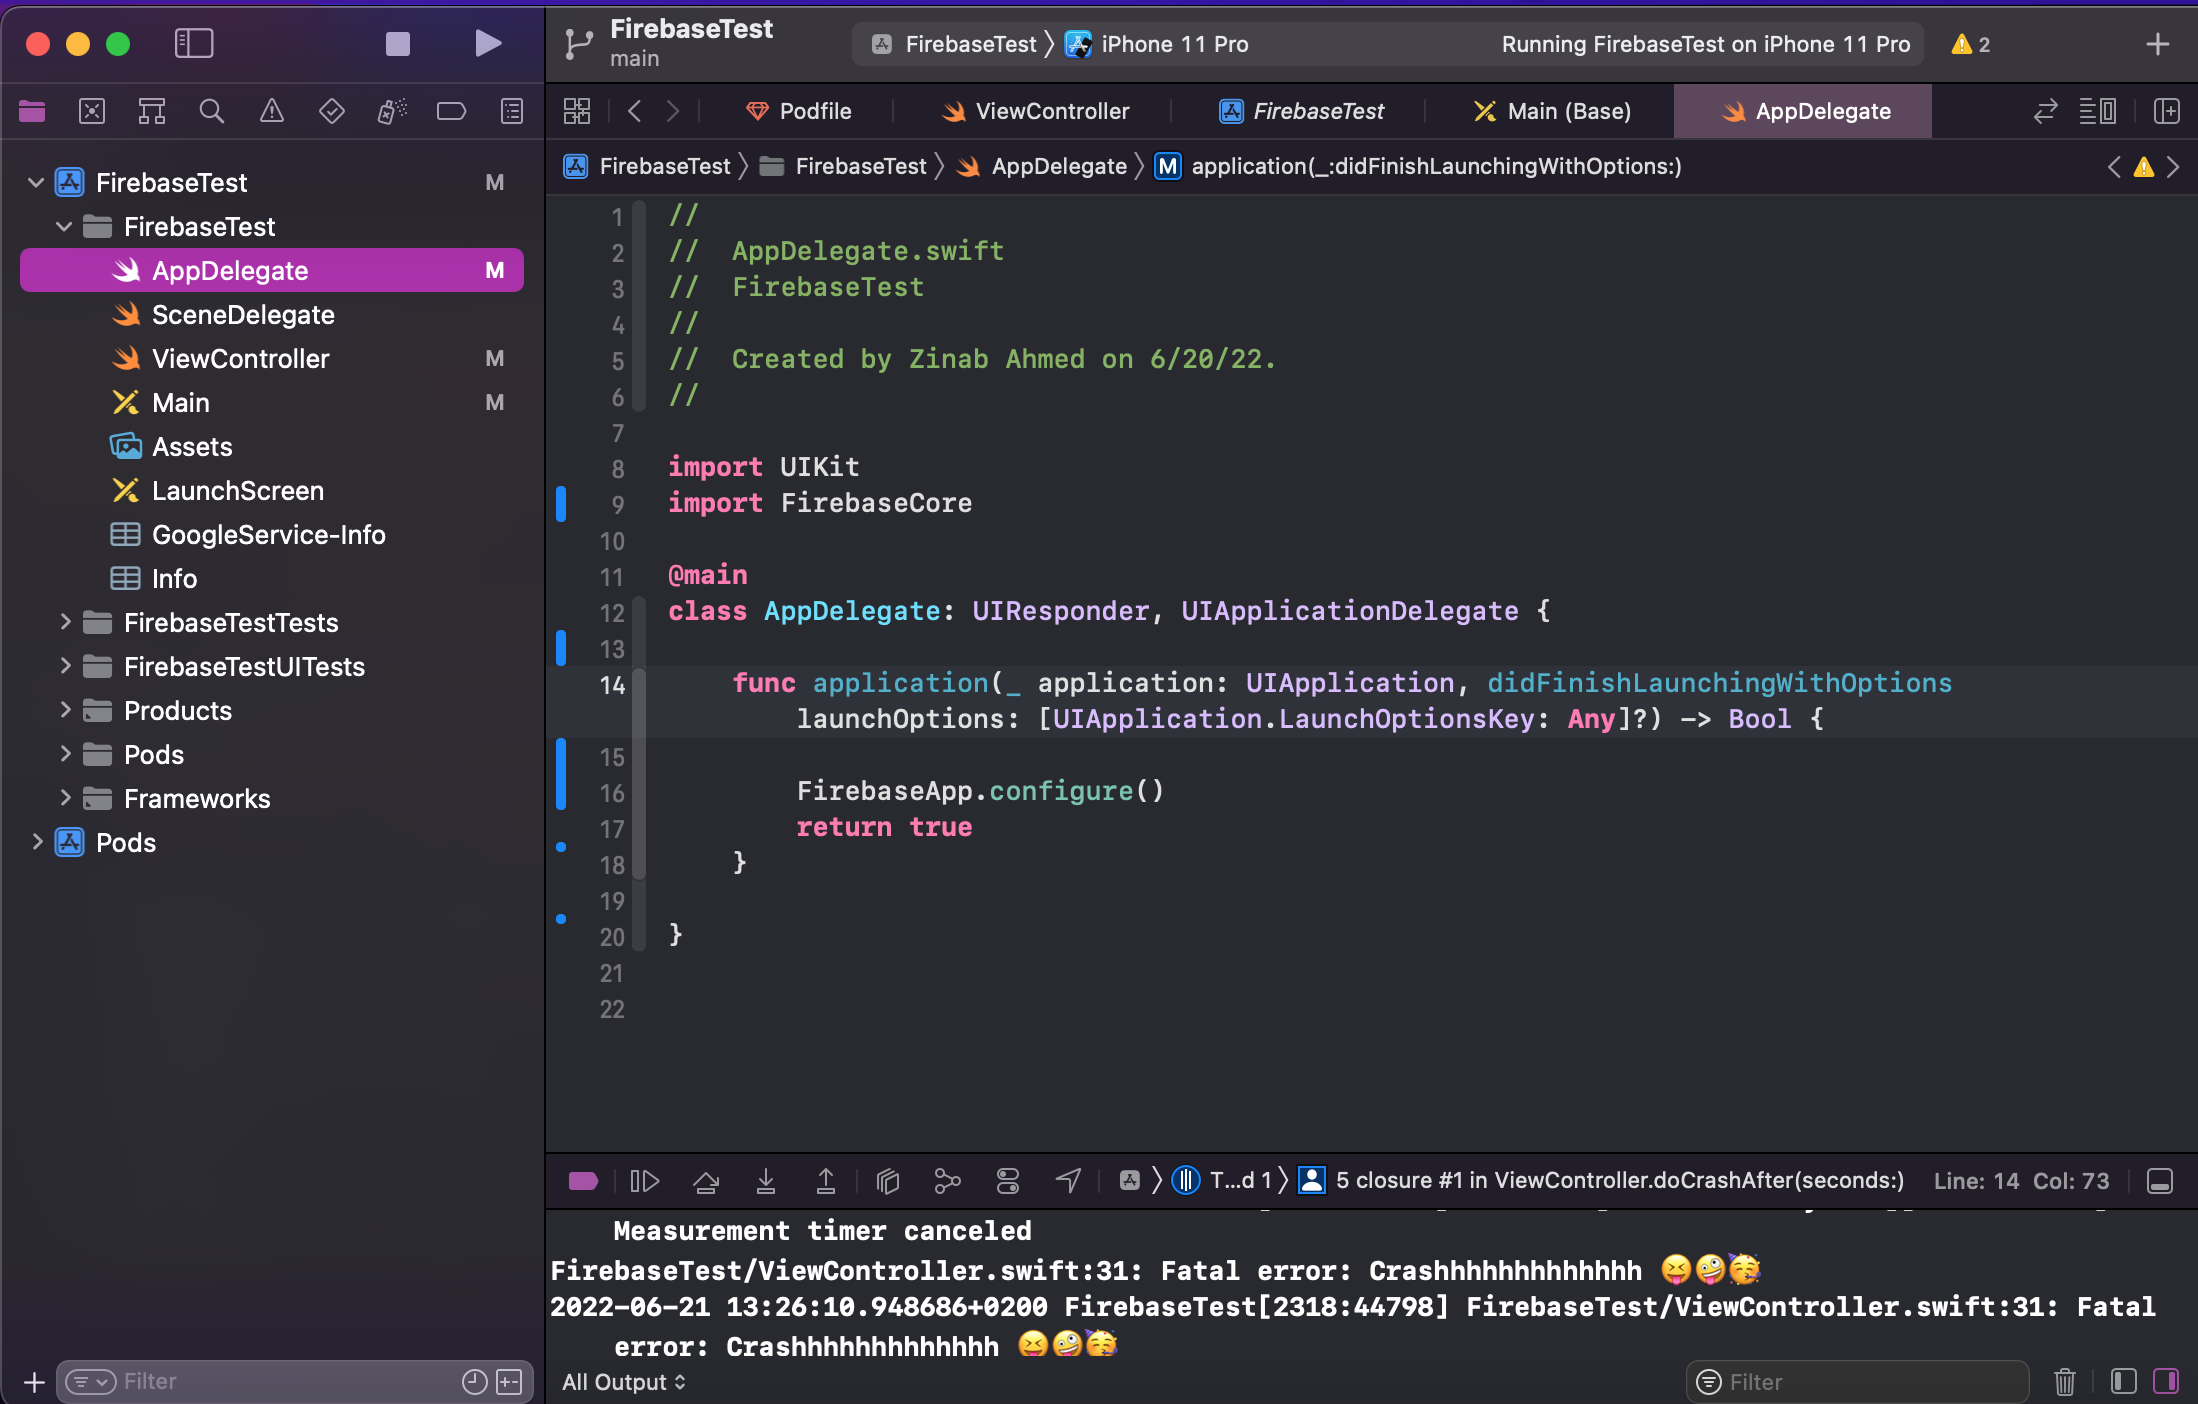 FirebaseTest
main
FirebaseTest
iPhone 11 Pro
Running FirebaseTest on iPhone 11 Pro
2
Podfile
ViewController
FirebaseTest
Main (Base)
AppDelegate
FirebaseTest
FirebaseTest
AppDelegate
M
application(_:didFinishLaunchingWithOptions:)
FirebaseTest M
FirebaseTest
AppDelegate M
SceneDelegate
ViewController M
Main M
Assets
LaunchScreen
GoogleService-Info
Info
FirebaseTestTests
FirebaseTestUITests
Products
Pods
Frameworks
Pods
Filter
1 //
2 //  AppDelegate.swift
3 //  FirebaseTest
4 //
5 //  Created by Zinab Ahmed on 6/20/22.
6 //
7
8 import UIKit
9 import FirebaseCore
10
11 @main
12 class AppDelegate: UIResponder, UIApplicationDelegate {
13
14     func application(_ application: UIApplication, didFinishLaunchingWithOptions
        launchOptions: [UIApplication.LaunchOptionsKey: Any]?) -> Bool {
15
16         FirebaseApp.configure()
17         return true
18     }
19
20 }
21
22
T...d 1
5 closure #1 in ViewController.doCrashAfter(seconds:)
Line: 14  Col: 73
Measurement timer canceled
FirebaseTest/ViewController.swift:31: Fatal error: Crashhhhhhhhhhhhh 😝🤪🥳
2022-06-21 13:26:10.948686+0200 FirebaseTest[2318:44798] FirebaseTest/ViewController.swift:31: Fatal
error: Crashhhhhhhhhhhhh 😝🤪🥳
All Output
Filter